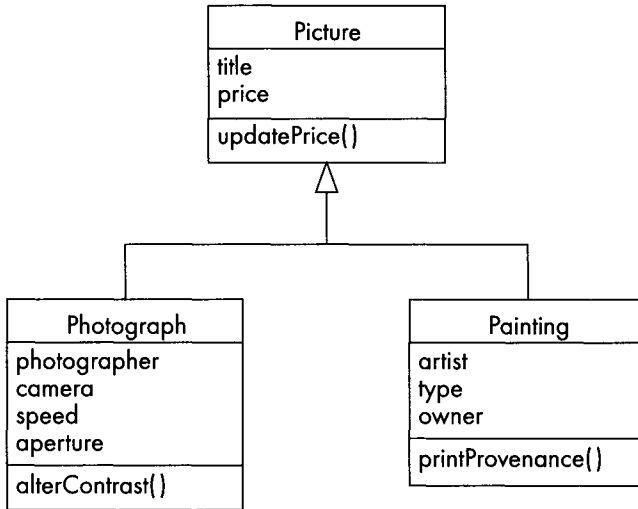 Picture
title
price
updatePrice()
Photograph
photographer
camera
speed
aperture
alterContrast()
Painting
artist
type
owner
printProvenance()